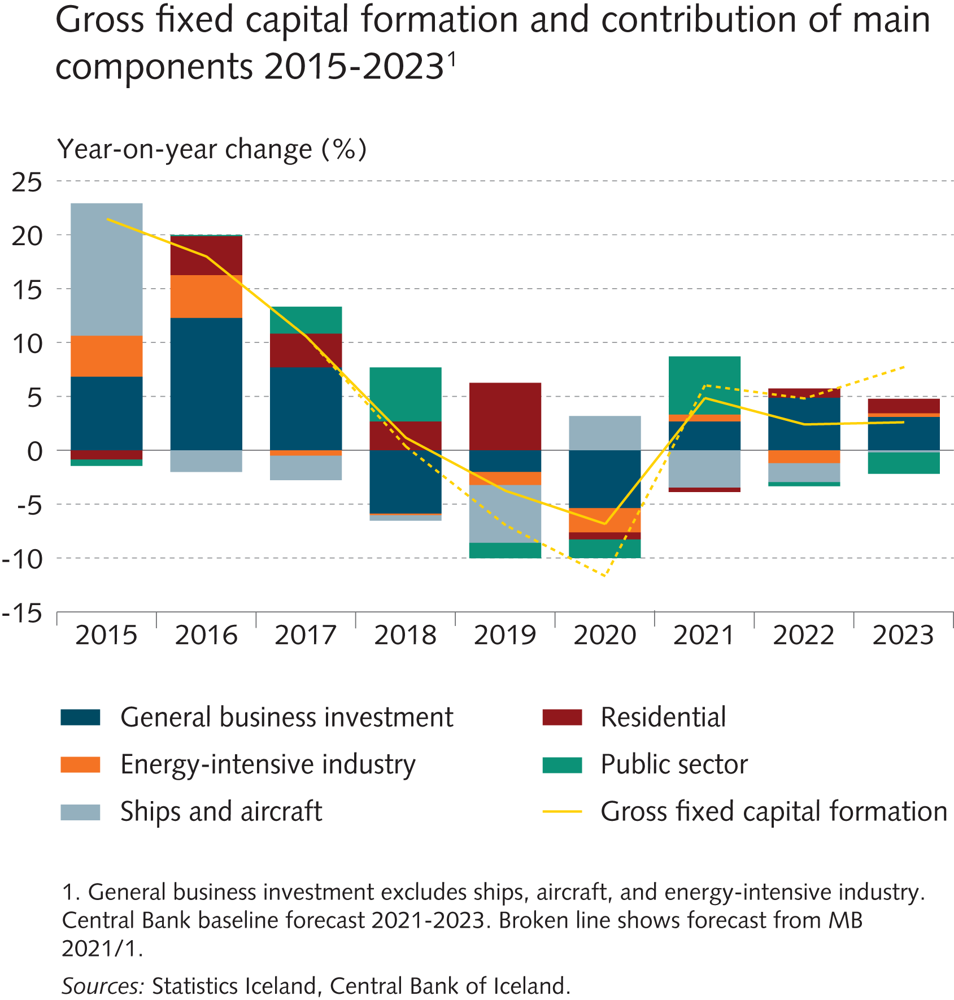 Gross fixed capital formation and contribution of main
components 2015-2023¹
Year-on-year change (%)
25
20
15
10
5
0
-5
-10
-15
2015 2016 2017 2018 2019 2020 2021 2022 2023
General business investment
Residential
Energy-intensive industry
Public sector
Ships and aircraft
Gross fixed capital formation
1. General business investment excludes ships, aircraft, and energy-intensive industry.
Central Bank baseline forecast 2021-2023. Broken line shows forecast from MB
2021/1.
Sources: Statistics Iceland, Central Bank of Iceland.